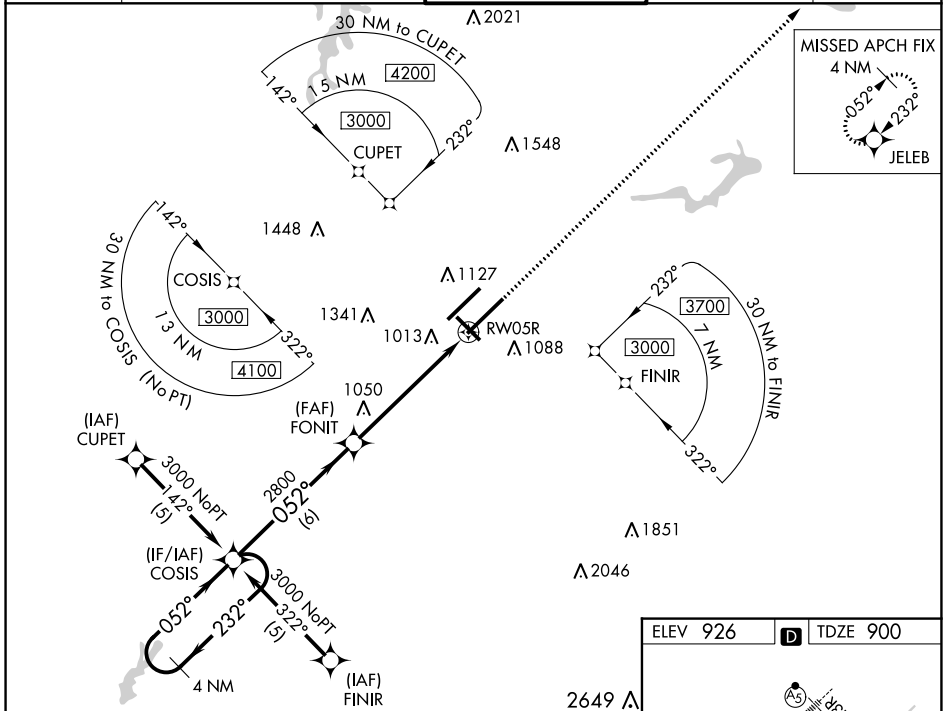 2021
30 NM to CUPET
4200
142°
15 NM
3000
232°
CUPET
1548
MISSED APCH FIX
4 NM
052°
232°
JELEB
142°
1448
COSIS
30 NM to COSIS (NoPT)
3000
13 NM
322°
4100
1127
1341
1013
RW05R
1088
232°
3700
30 NM to FINIR
3000
7 NM
FINIR
322°
1050
(FAF)
FONIT
(IAF)
CUPET
3000 NoPT
142°
(5)
2800
052°
(6)
(IF/IAF)
COSIS
1851
2046
3000 NoPT
322°
(5)
052°
232°
4 NM
(IAF)
FINIR
2649
ELEV 926
D
TDZE 900
A5